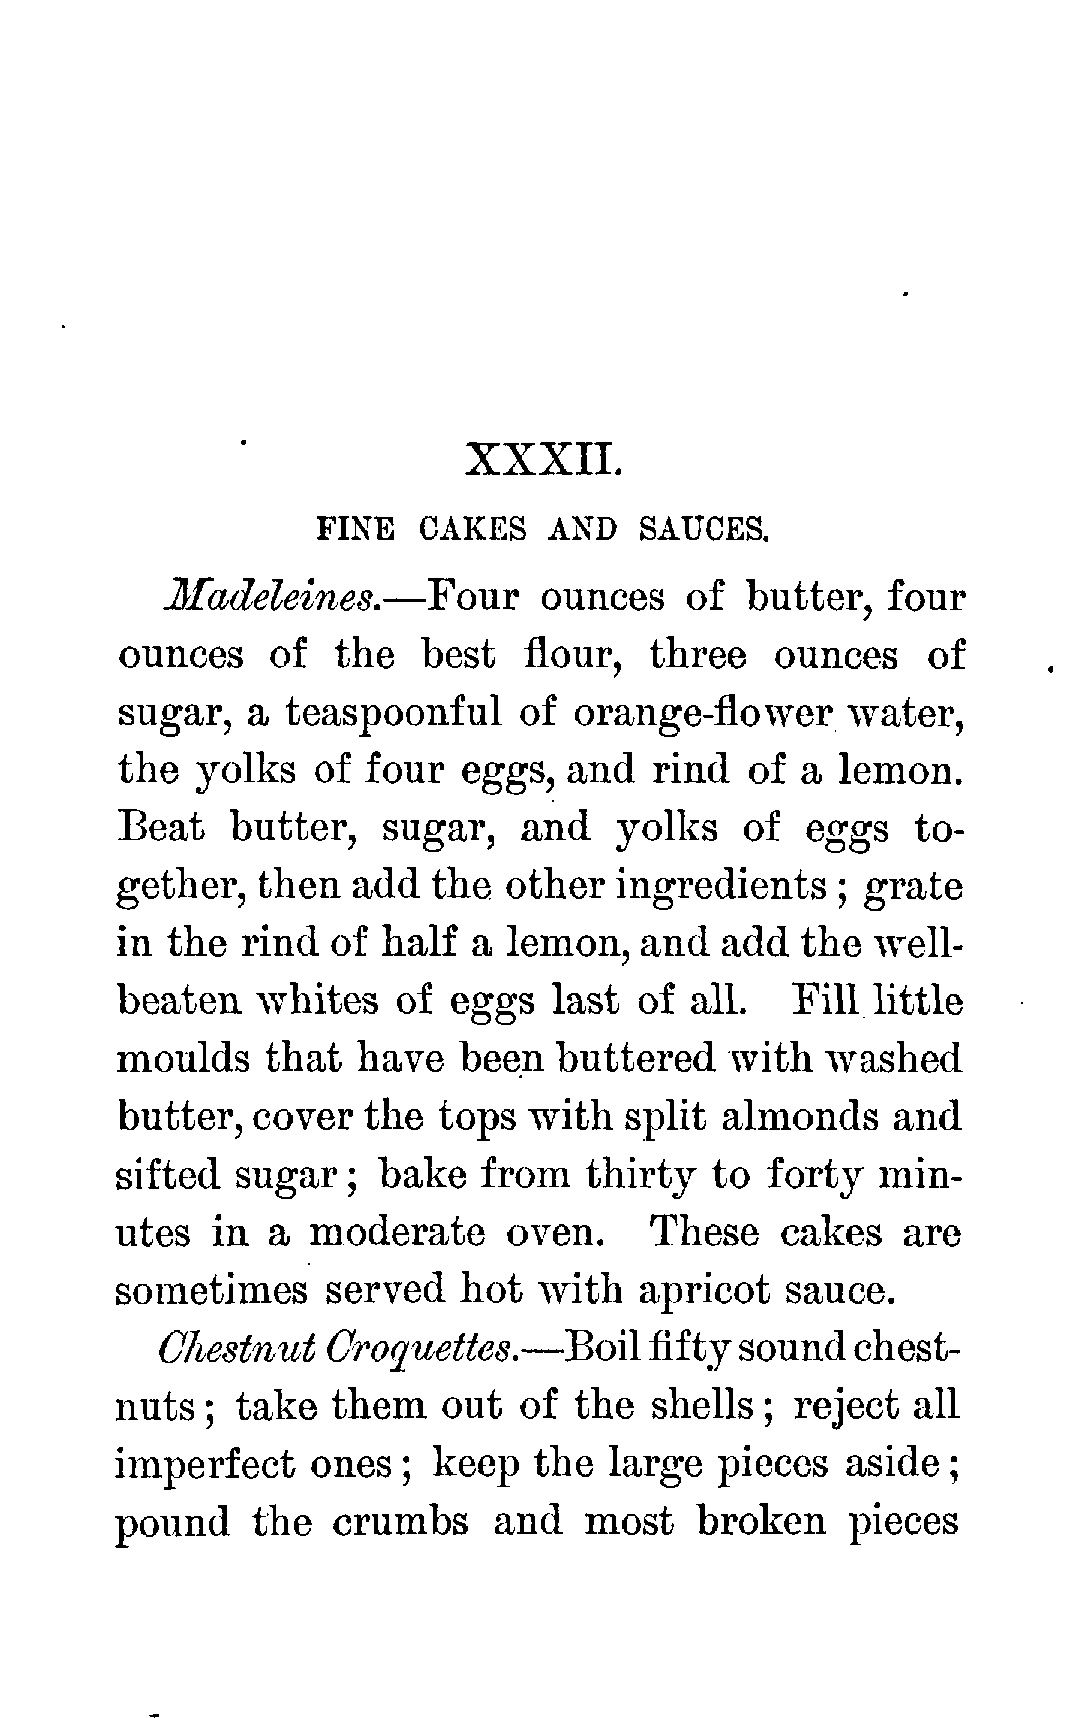 XXXII.
FINE CAKES AND SAUCES.
Madeleines.—Four ounces of butter, four
ounces of the best flour, three ounces of
sugar, a teaspoonful of orange-flower water,
the yolks of four eggs, and rind of a lemon.
Beat butter, sugar, and yolks of eggs to-
gether, then add the other ingredients; grate
in the rind of half a lemon, and add the well-
beaten whites of eggs last of all. Fill little
moulds that have been buttered with washed
butter, cover the tops with split almonds and
sifted sugar; bake from thirty to forty min-
utes in a moderate oven. These cakes are
sometimes served hot with apricot sauce.
Chestnut Croquettes.—Boil fifty sound chest-
nuts; take them out of the shells; reject all
imperfect ones; keep the large pieces aside;
pound the crumbs and most broken pieces